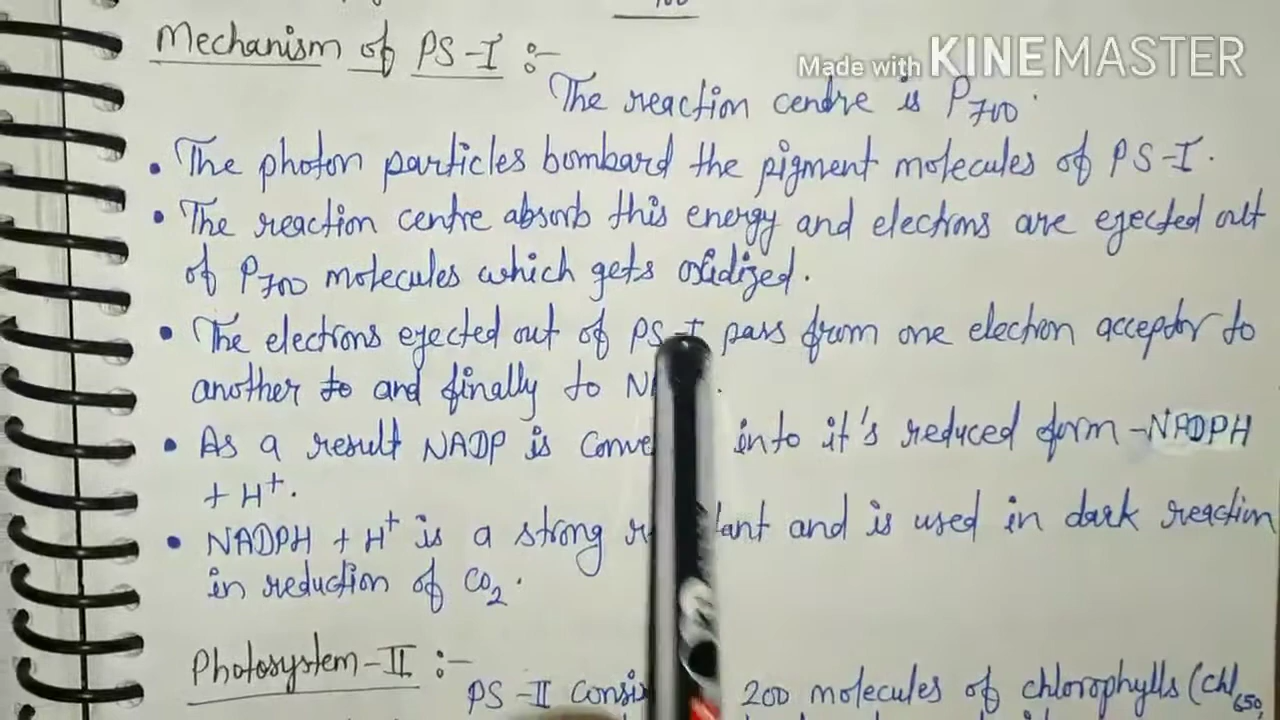 Made with KINEMASTER
Mechanism of PS-I :-
The reaction centre is P700.
• The photon particles bombard the pigment molecules of PS-I.
• The reaction centre absorb this energy and electrons are ejected out
of P700 molecules which gets oxidized.
• The electrons ejected out of PS-I pass from one electron acceptor to
another to and finally to
• As a result NADP is into it's reduced form - NADPH
+ H+.
• NADPH + H+ is a strong and is used in dark reaction
in reduction of CO2.
Photosystem-II :-
PS-II 200 molecules of chlorophylls (Chl650,